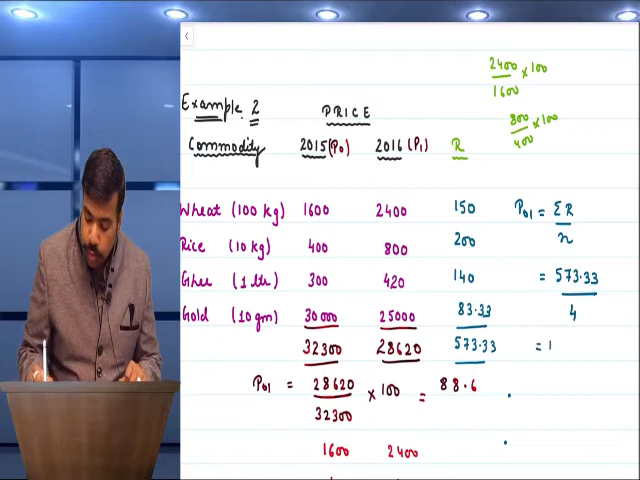 2400/1600 × 100
Example 2 PRICE
800/400 × 100
Commodity 2015(P₀) 2016(P₁) R
Wheat (100 kg) 1600 2400 150 P₀₁ = ΣR/n
Rice (10 kg) 400 800 200
Ghee (1 ltr) 300 420 140 = 573.33/4
Gold (10 gm) 30000 25000 83.33
32300 28620 573.33 = 1
P₀₁ = 28620/32300 × 100 = 88.6
1600 2400